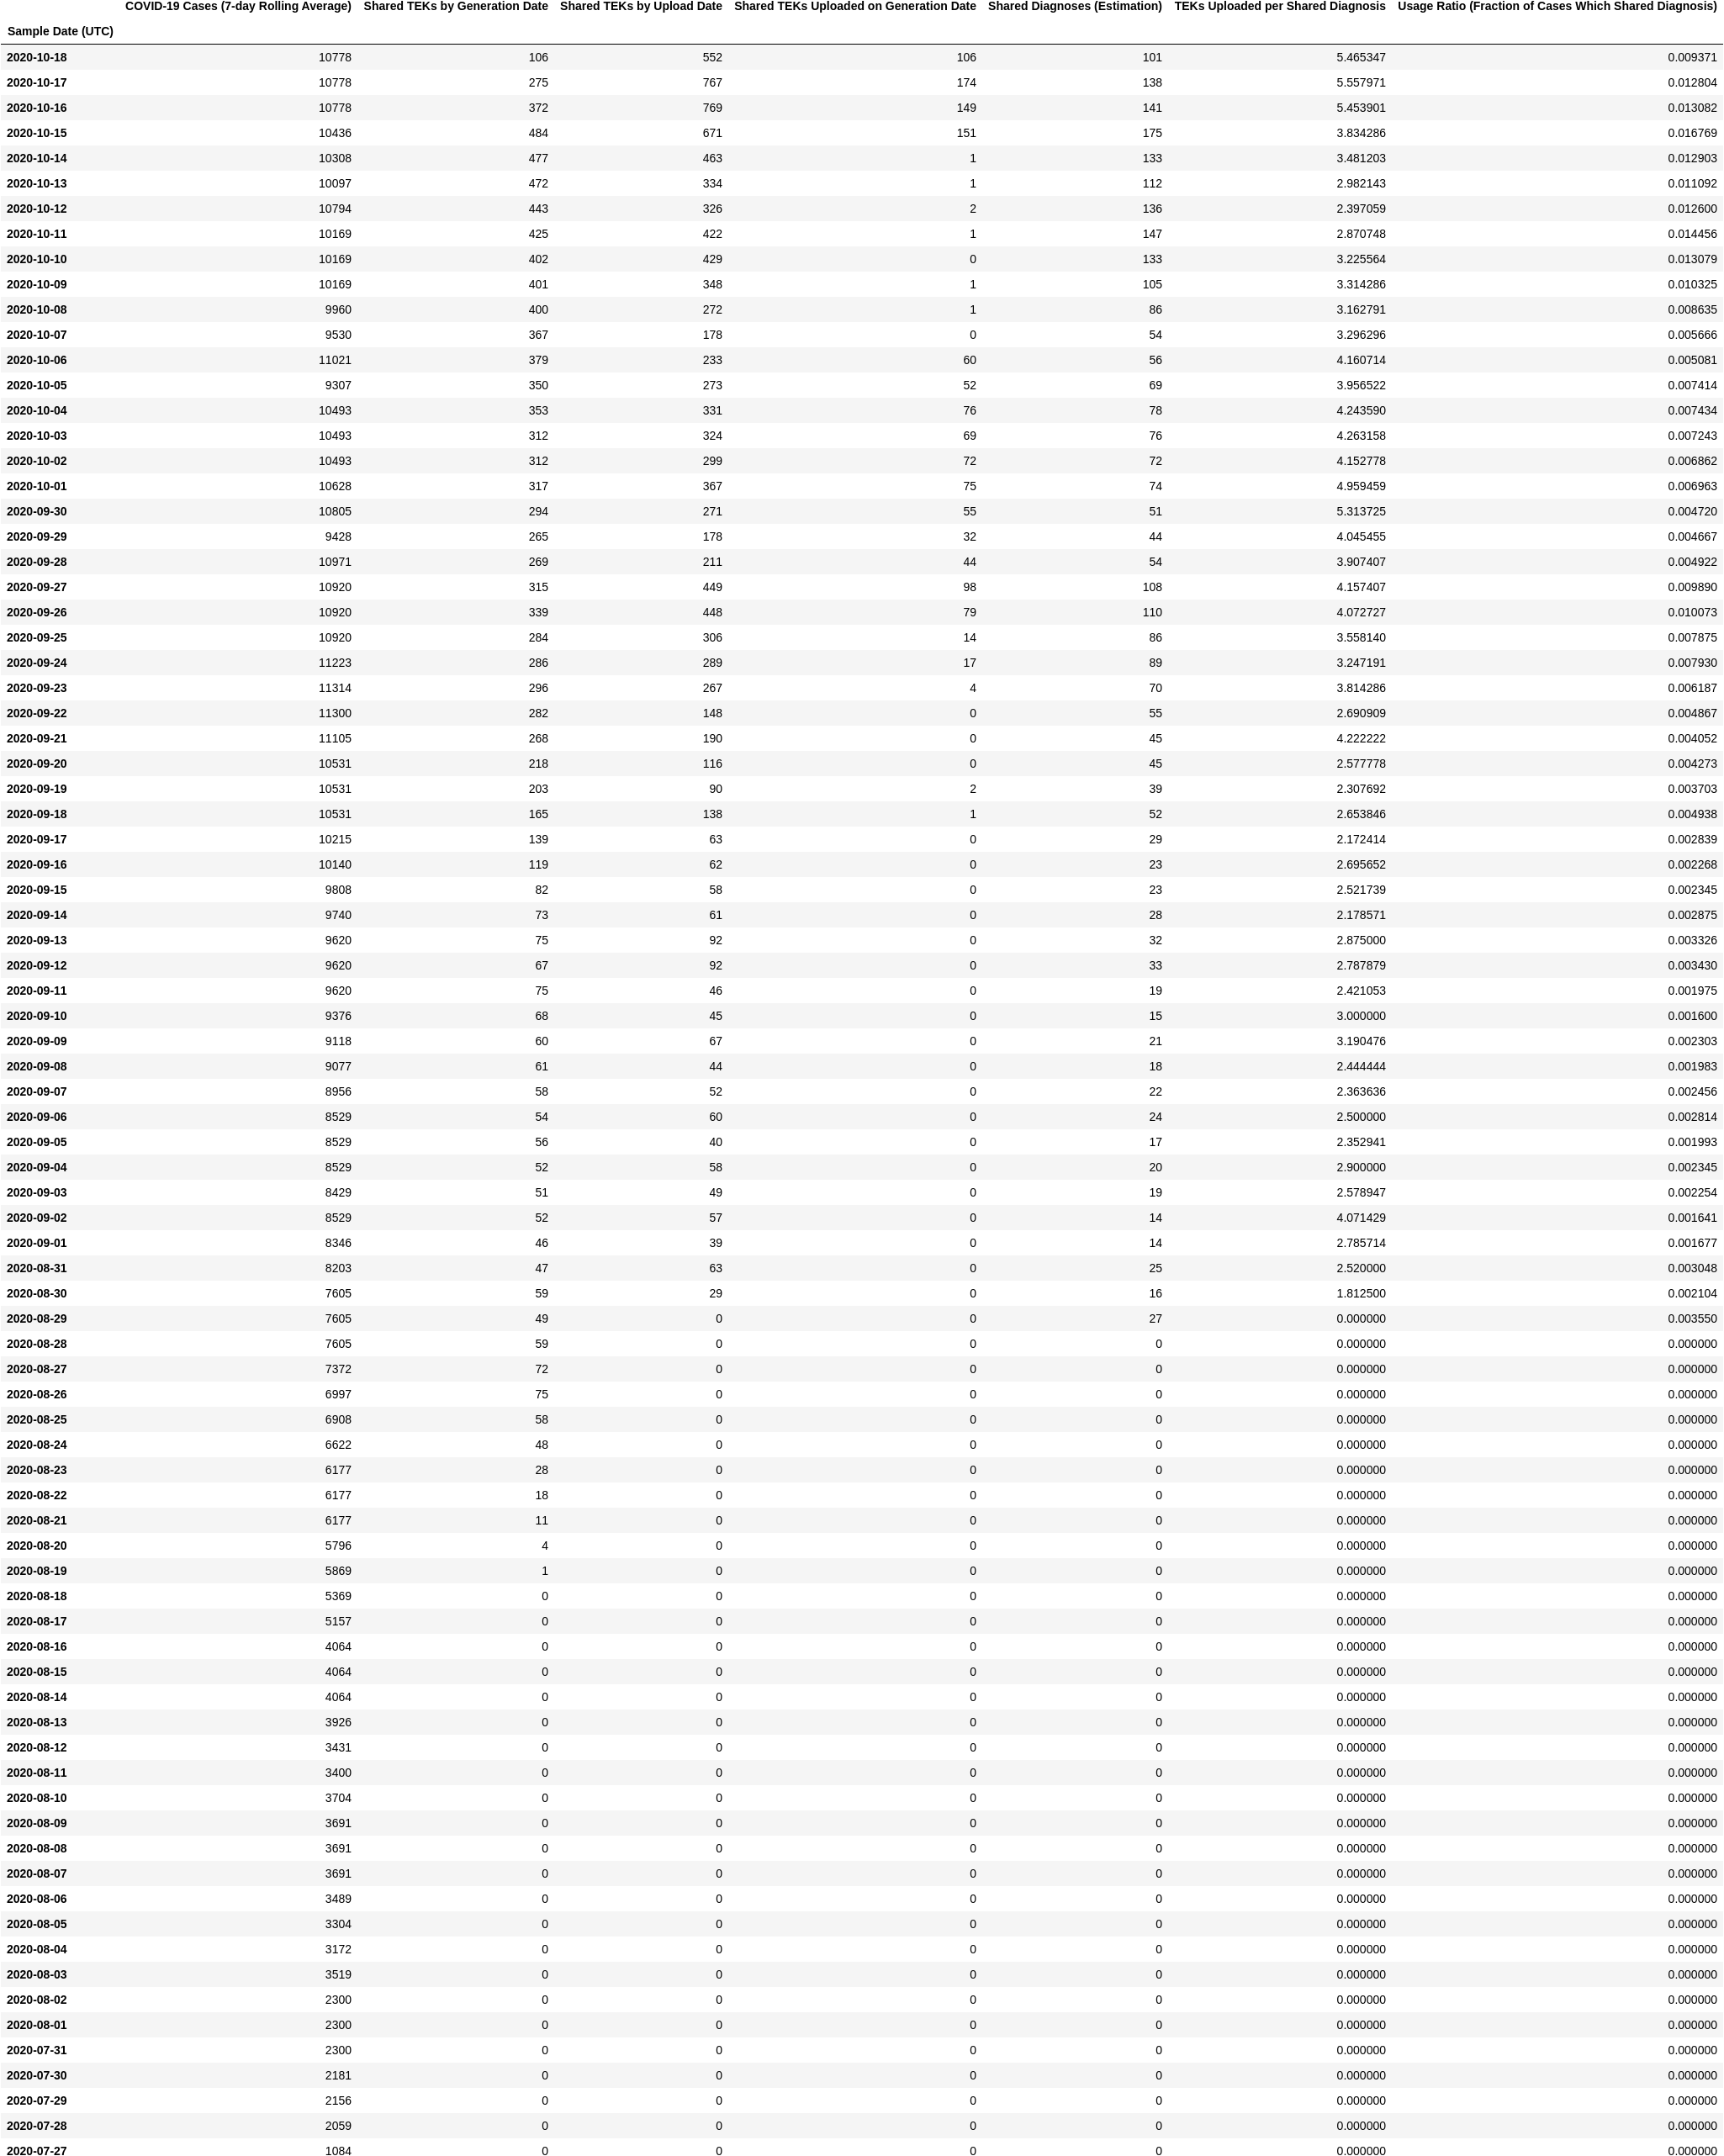 COVID-19 Cases (7-day Rolling Average) Shared TEKs by Generation Date Shared TEKs by Upload Date Shared TEKs Uploaded on Generation Date Shared Diagnoses (Estimation) TEKs Uploaded per Shared Diagnosis Usage Ratio (Fraction of Cases Which Shared Diagnosis)
Sample Date (UTC)
2020-10-18 10778 106 552 106 101 5.465347 0.009371
2020-10-17 10778 275 767 174 138 5.557971 0.012804
2020-10-16 10778 372 769 149 141 5.453901 0.013082
2020-10-15 10436 484 671 151 175 3.834286 0.016769
2020-10-14 10308 477 463 1 133 3.481203 0.012903
2020-10-13 10097 472 334 1 112 2.982143 0.011092
2020-10-12 10794 443 326 2 136 2.397059 0.012600
2020-10-11 10169 425 422 1 147 2.870748 0.014456
2020-10-10 10169 402 429 0 133 3.225564 0.013079
2020-10-09 10169 401 348 1 105 3.314286 0.010325
2020-10-08 9960 400 272 1 86 3.162791 0.008635
2020-10-07 9530 367 178 0 54 3.296296 0.005666
2020-10-06 11021 379 233 60 56 4.160714 0.005081
2020-10-05 9307 350 273 52 69 3.956522 0.007414
2020-10-04 10493 353 331 76 78 4.243590 0.007434
2020-10-03 10493 312 324 69 76 4.263158 0.007243
2020-10-02 10493 312 299 72 72 4.152778 0.006862
2020-10-01 10628 317 367 75 74 4.959459 0.006963
2020-09-30 10805 294 271 55 51 5.313725 0.004720
2020-09-29 9428 265 178 32 44 4.045455 0.004667
2020-09-28 10971 269 211 44 54 3.907407 0.004922
2020-09-27 10920 315 449 98 108 4.157407 0.009890
2020-09-26 10920 339 448 79 110 4.072727 0.010073
2020-09-25 10920 284 306 14 86 3.558140 0.007875
2020-09-24 11223 286 289 17 89 3.247191 0.007930
2020-09-23 11314 296 267 4 70 3.814286 0.006187
2020-09-22 11300 282 148 0 55 2.690909 0.004867
2020-09-21 11105 268 190 0 45 4.222222 0.004052
2020-09-20 10531 218 116 0 45 2.577778 0.004273
2020-09-19 10531 203 90 2 39 2.307692 0.003703
2020-09-18 10531 165 138 1 52 2.653846 0.004938
2020-09-17 10215 139 63 0 29 2.172414 0.002839
2020-09-16 10140 119 62 0 23 2.695652 0.002268
2020-09-15 9808 82 58 0 23 2.521739 0.002345
2020-09-14 9740 73 61 0 28 2.178571 0.002875
2020-09-13 9620 75 92 0 32 2.875000 0.003326
2020-09-12 9620 67 92 0 33 2.787879 0.003430
2020-09-11 9620 75 46 0 19 2.421053 0.001975
2020-09-10 9376 68 45 0 15 3.000000 0.001600
2020-09-09 9118 60 67 0 21 3.190476 0.002303
2020-09-08 9077 61 44 0 18 2.444444 0.001983
2020-09-07 8956 58 52 0 22 2.363636 0.002456
2020-09-06 8529 54 60 0 24 2.500000 0.002814
2020-09-05 8529 56 40 0 17 2.352941 0.001993
2020-09-04 8529 52 58 0 20 2.900000 0.002345
2020-09-03 8429 51 49 0 19 2.578947 0.002254
2020-09-02 8529 52 57 0 14 4.071429 0.001641
2020-09-01 8346 46 39 0 14 2.785714 0.001677
2020-08-31 8203 47 63 0 25 2.520000 0.003048
2020-08-30 7605 59 29 0 16 1.812500 0.002104
2020-08-29 7605 49 0 0 27 0.000000 0.003550
2020-08-28 7605 59 0 0 0 0.000000 0.000000
2020-08-27 7372 72 0 0 0 0.000000 0.000000
2020-08-26 6997 75 0 0 0 0.000000 0.000000
2020-08-25 6908 58 0 0 0 0.000000 0.000000
2020-08-24 6622 48 0 0 0 0.000000 0.000000
2020-08-23 6177 28 0 0 0 0.000000 0.000000
2020-08-22 6177 18 0 0 0 0.000000 0.000000
2020-08-21 6177 11 0 0 0 0.000000 0.000000
2020-08-20 5796 4 0 0 0 0.000000 0.000000
2020-08-19 5869 1 0 0 0 0.000000 0.000000
2020-08-18 5369 0 0 0 0 0.000000 0.000000
2020-08-17 5157 0 0 0 0 0.000000 0.000000
2020-08-16 4064 0 0 0 0 0.000000 0.000000
2020-08-15 4064 0 0 0 0 0.000000 0.000000
2020-08-14 4064 0 0 0 0 0.000000 0.000000
2020-08-13 3926 0 0 0 0 0.000000 0.000000
2020-08-12 3431 0 0 0 0 0.000000 0.000000
2020-08-11 3400 0 0 0 0 0.000000 0.000000
2020-08-10 3704 0 0 0 0 0.000000 0.000000
2020-08-09 3691 0 0 0 0 0.000000 0.000000
2020-08-08 3691 0 0 0 0 0.000000 0.000000
2020-08-07 3691 0 0 0 0 0.000000 0.000000
2020-08-06 3489 0 0 0 0 0.000000 0.000000
2020-08-05 3304 0 0 0 0 0.000000 0.000000
2020-08-04 3172 0 0 0 0 0.000000 0.000000
2020-08-03 3519 0 0 0 0 0.000000 0.000000
2020-08-02 2300 0 0 0 0 0.000000 0.000000
2020-08-01 2300 0 0 0 0 0.000000 0.000000
2020-07-31 2300 0 0 0 0 0.000000 0.000000
2020-07-30 2181 0 0 0 0 0.000000 0.000000
2020-07-29 2156 0 0 0 0 0.000000 0.000000
2020-07-28 2059 0 0 0 0 0.000000 0.000000
2020-07-27 1084 0 0 0 0 0.000000 0.000000